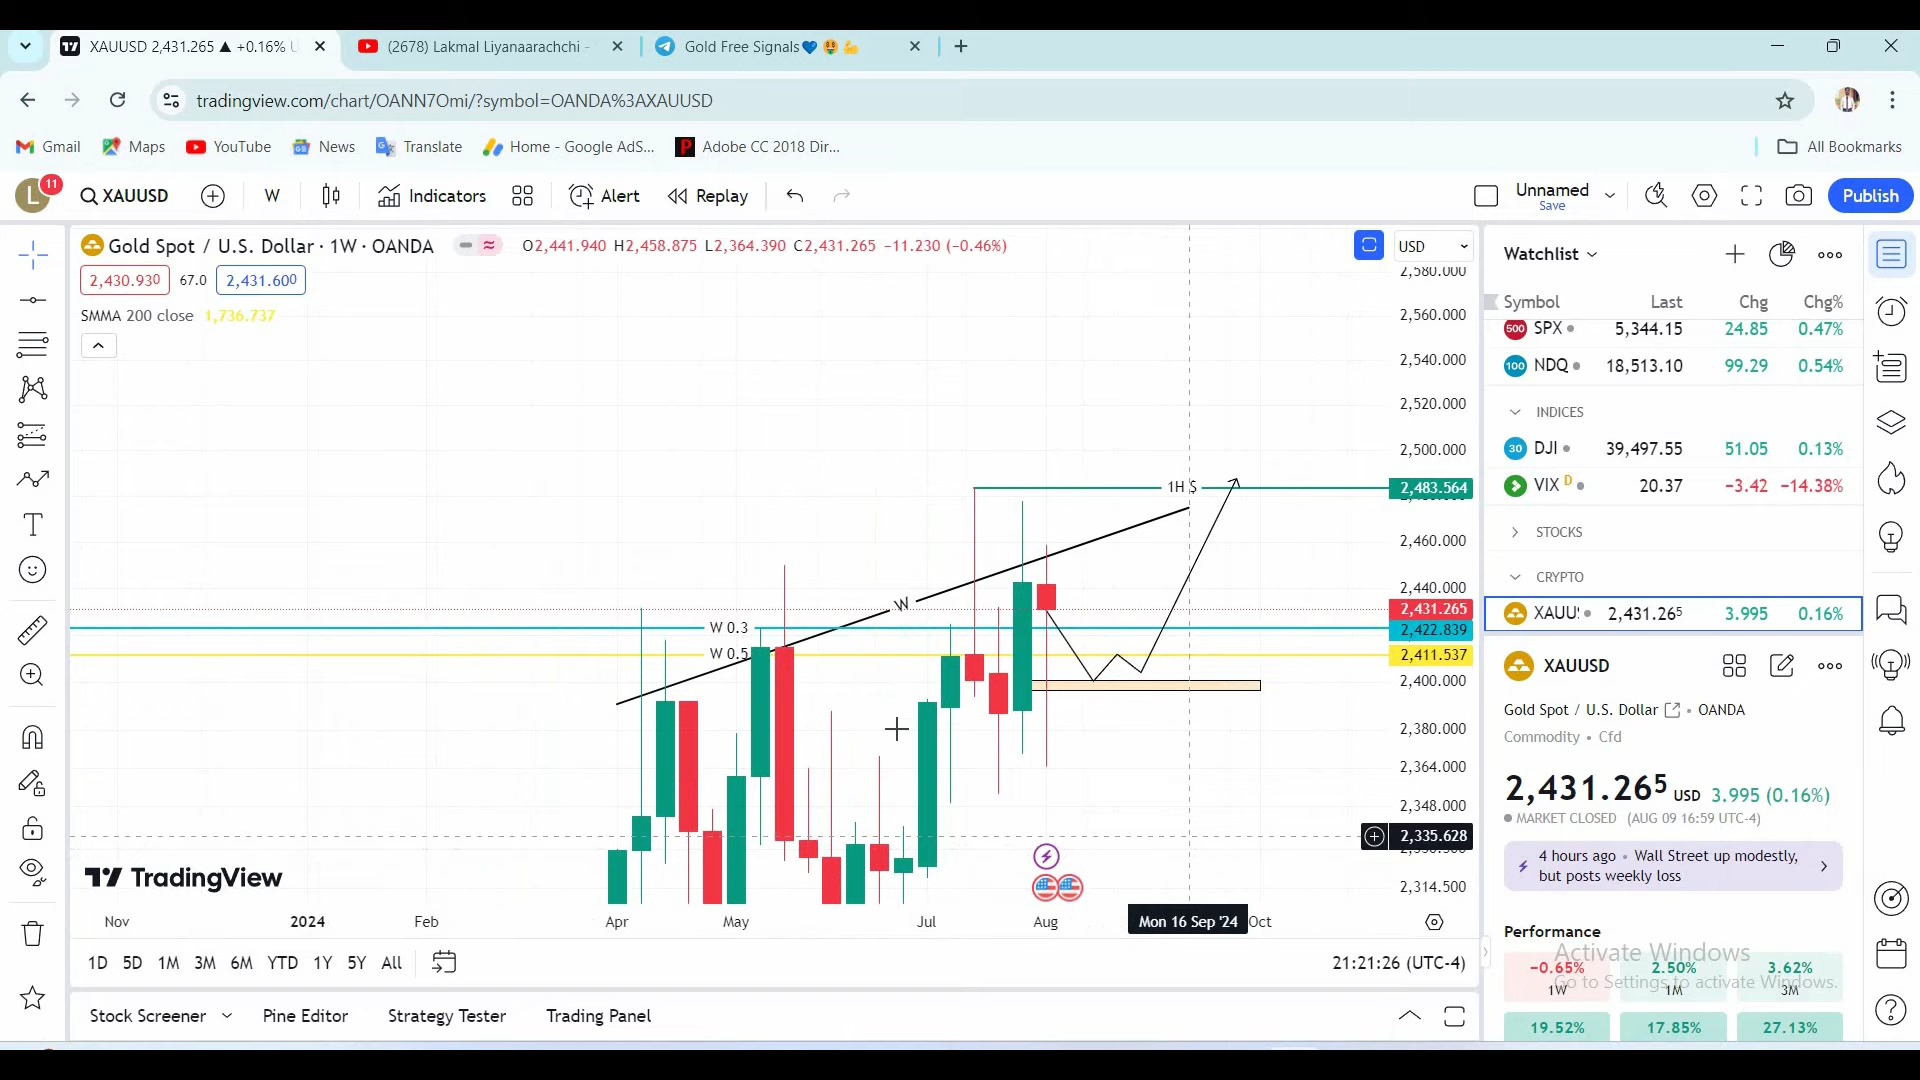 XAUUSD 2,431.265 ▲ +0.16% U
(2678) Lakmal Liyanaarachchi -
Gold Free Signals💙 🤑 💪
tradingview.com/chart/OANN7Omi/?symbol=OANDA%3AXAUUSD
Gmail
Maps
YouTube
News
Translate
Home - Google AdS...
Adobe CC 2018 Dir...
All Bookmarks
L
11
XAUUSD
W
Indicators
Alert
Replay
Unnamed
Save
Publish
Gold Spot / U.S. Dollar · 1W · OANDA
O2,441.940 H2,458.875 L2,364.390 C2,431.265 −11.230 (−0.46%)
2,430.930
67.0
2,431.600
SMMA 200 close 1,736.737
USD
2,580.000
2,560.000
2,540.000
2,520.000
2,500.000
2,483.564
2,460.000
2,440.000
2,431.265
2,422.839
2,411.537
2,400.000
2,380.000
2,364.000
2,348.000
2,335.628
2,314.500
1H $
W
W 0.3
W 0.5
TradingView
Nov
2024
Feb
Apr
May
Jul
Aug
Mon 16 Sep '24
Oct
1D
5D
1M
3M
6M
YTD
1Y
5Y
All
21:21:26 (UTC-4)
Stock Screener
Pine Editor
Strategy Tester
Trading Panel
Watchlist
Symbol Last Chg Chg%
500 SPX 5,344.15 24.85 0.47%
100 NDQ 18,513.10 99.29 0.54%
INDICES
30 DJI 39,497.55 51.05 0.13%
VIX D 20.37 −3.42 −14.38%
STOCKS
CRYPTO
XAUU 2,431.265 3.995 0.16%
XAUUSD
Gold Spot / U.S. Dollar • OANDA
Commodity • Cfd
2,431.265 USD 3.995 (0.16%)
MARKET CLOSED (AUG 09 16:59 UTC-4)
4 hours ago • Wall Street up modestly,
but posts weekly loss
Performance
Activate Windows
Go to Settings to activate Windows.
−0.65%
1W
2.50%
1M
3.62%
3M
19.52%
17.85%
27.13%